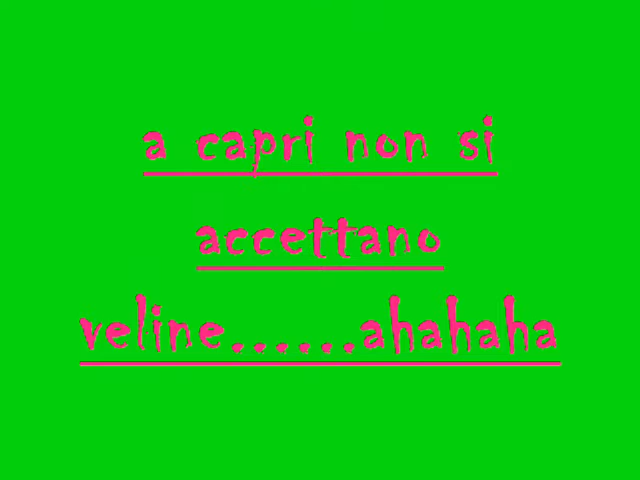 a capri non si
accettano
veline......ahahaha